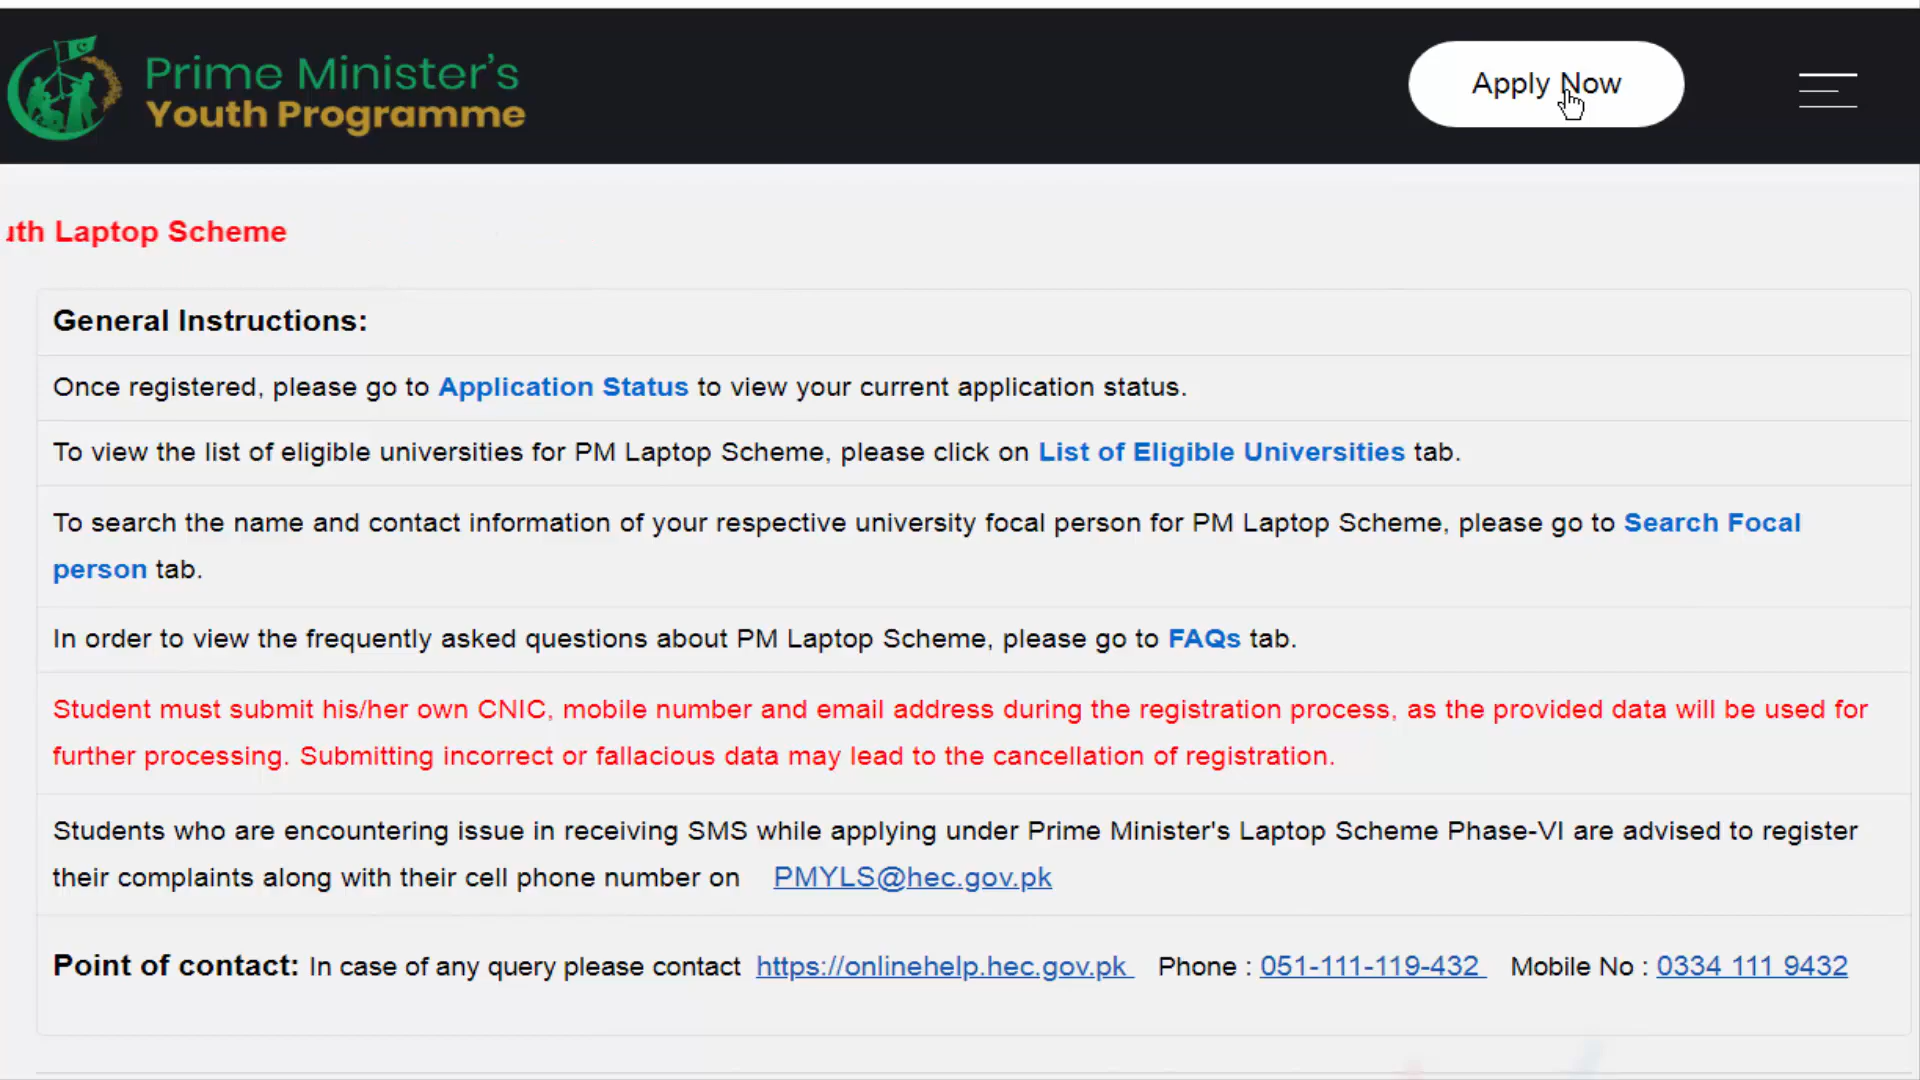 Prime Minister's
Youth Programme
Apply Now
Laptop Scheme
General Instructions:
Once registered, please go to Application Status to view your current application status.
To view the list of eligible universities for PM Laptop Scheme, please click on List of Eligible Universities tab.
To search the name and contact information of your respective university focal person for PM Laptop Scheme, please go to Search Focal
person tab.
In order to view the frequently asked questions about PM Laptop Scheme, please go to FAQs tab.
Student must submit his/her own CNIC, mobile number and email address during the registration process, as the provided data will be used for
further processing. Submitting incorrect or fallacious data may lead to the cancellation of registration.
Students who are encountering issue in receiving SMS while applying under Prime Minister's Laptop Scheme Phase-VI are advised to register
their complaints along with their cell phone number on PMYLS@hec.gov.pk
Point of contact: In case of any query please contact https://onlinehelp.hec.gov.pk Phone : 051-111-119-432 Mobile No : 0334 111 9432